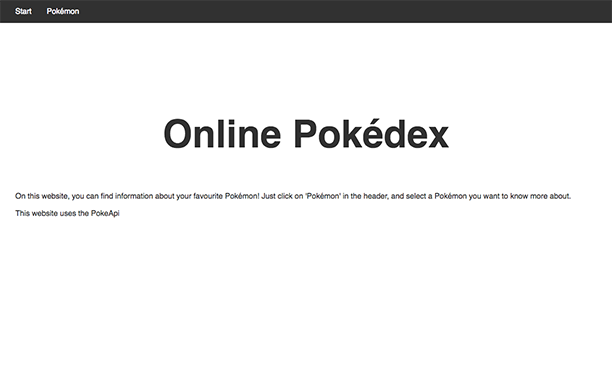 Start Pokémon
Online Pokédex
On this website, you can find information about your favourite Pokémon! Just click on 'Pokémon' in the header, and select a Pokémon you want to know more about.
This website uses the PokeApi